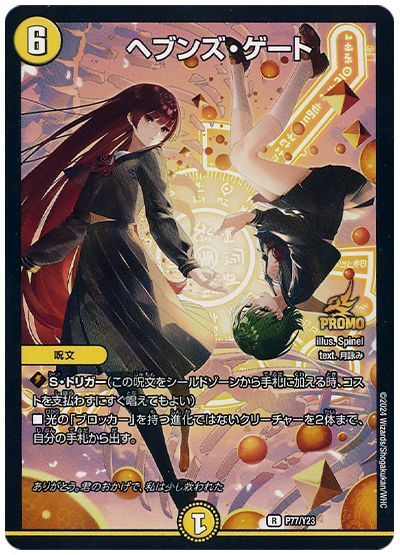 6
ヘブンズ・ゲート
PROMO
illus. Spinel
text. 月詠み
呪文
S・トリガー(この呪文をシールドゾーンから手札に加える時、コス
トを支払わずにすぐ唱えてもよい)
■光の「ブロッカー」を持つ進化ではないクリーチャーを2体まで、
自分の手札から出す。
ありがとう。君のおかげで、私は少し救われた
©2024 Wizards/Shogakukan/WHC
1
R P77/Y23